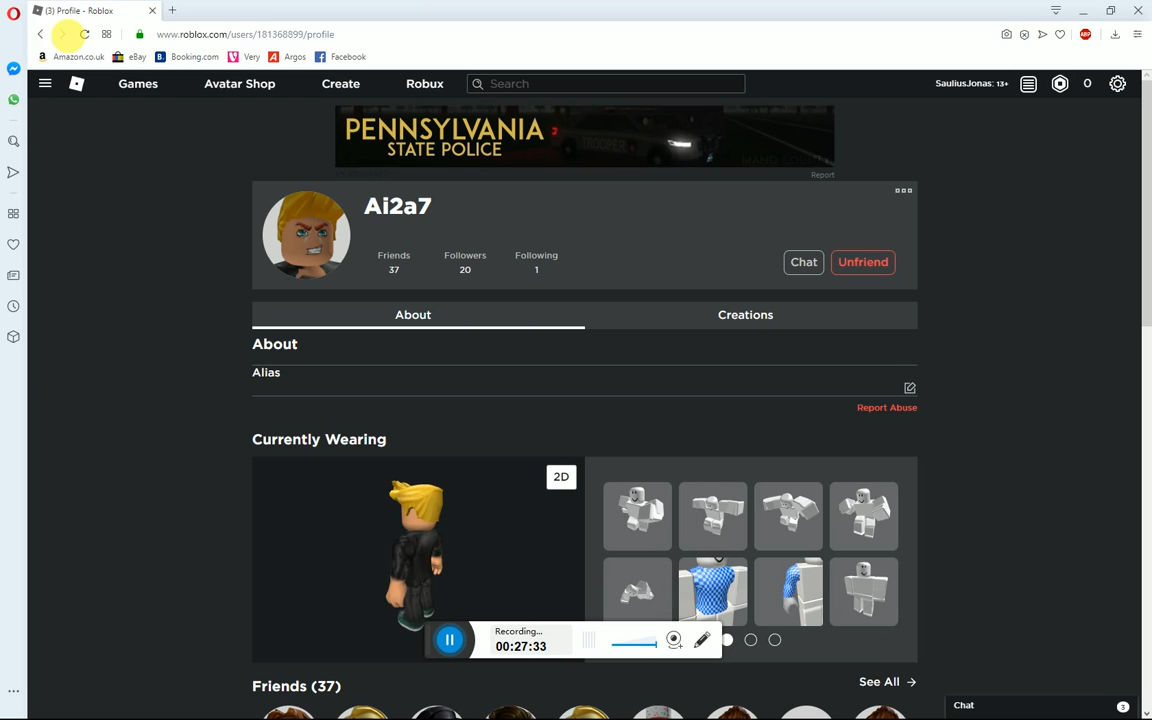 (3) Profile - Roblox
www.roblox.com/users/181368899/profile
ABP
Amazon.co.uk eBay Booking.com Very Argos Facebook
Games Avatar Shop Create Robux Search SauliusJonas: 13+ 0
PENNSYLVANIA
STATE POLICE
TROOPER
Report
Ai2a7
Friends Followers Following
37 20 1
Chat Unfriend
About Creations
About
Alias
Report Abuse
Currently Wearing
2D
Recording...
00:27:33
Friends (37) See All
Chat 3